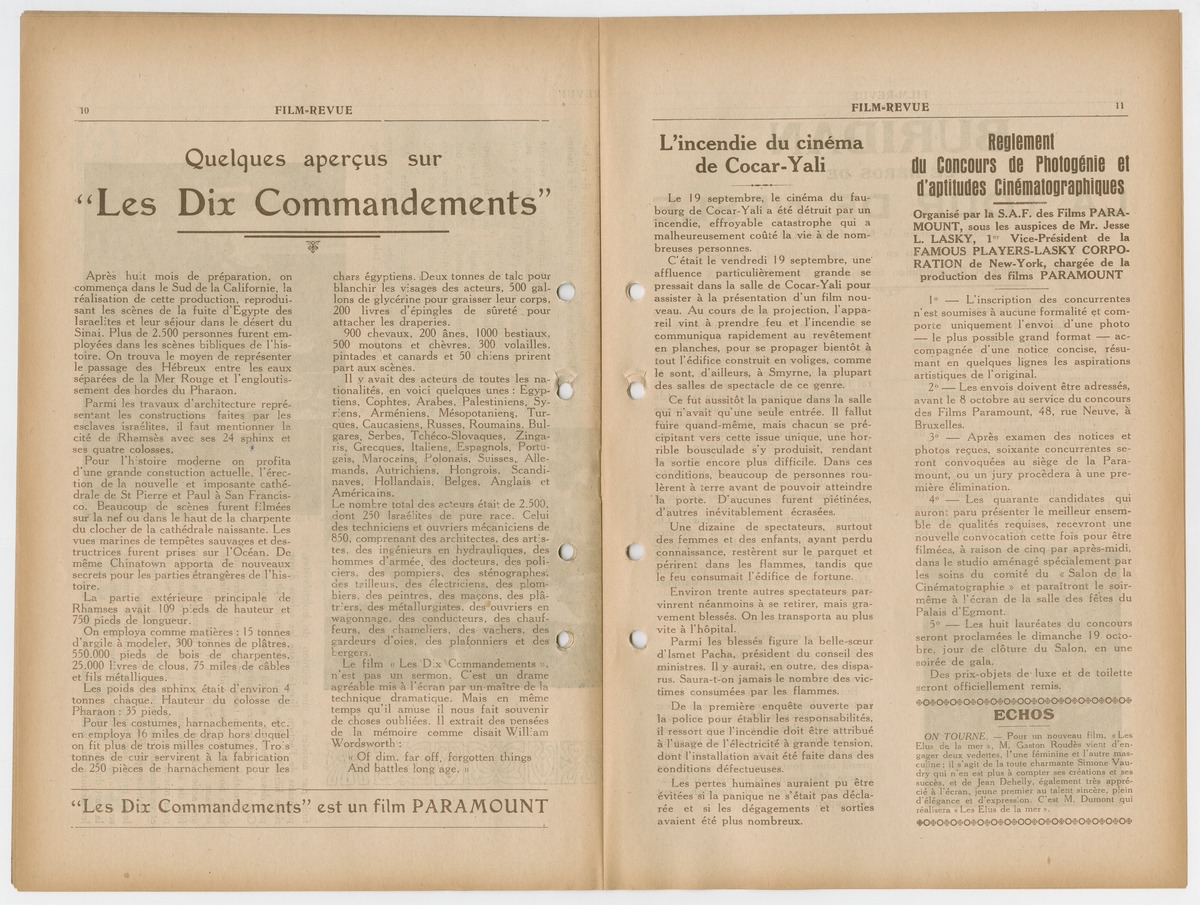 10
FILM-REVUE
Quelques aperçus sur
"Les Dix Commandements"
Après huit mois de préparation, on
commença dans le Sud de la Californie, la
réalisation de cette production, reprodui-
sant les scènes de la fuite d'Egypte des
Israelites et leur séjour dans le désert du
Sinai. Plus de 2.500 personnes furent em-
ployées dans les scènes bibliques de l'his-
toire. On trouva le moyen de représenter
le passage des Hébreux entre les eaux
séparées de la Mer Rouge et l'engloutis-
sement des hordes du Pharaon.
Parmi les travaux d'architecture repré-
sentant les constructions faites par les
esclaves israélites, il faut mentionner la
cité de Rhamsès avec ses 24 sphinx et
ses quatre colosses.
Pour l'histoire moderne on profita
d'une grande constuction actuelle, l'érec-
tion de la nouvelle et imposante cathé-
drale de St Pierre et Paul à San Francis-
co. Beaucoup de scènes furent filmées
sur la nef ou dans le haut de la charpente
du clocher de la cathédrale naissante. Les
vues marines de tempêtes sauvages et des-
tructrices furent prises sur l'Océan. De
même Chinatown apporta de nouveaux
secrets pour les parties étrangères de l'his-
toire.
La partie extérieure principale de
Rhamses avait 109 pieds de hauteur et
750 pieds de longueur.
On employa comme matières : 15 tonnes
d'argile à modeler, 300 tonnes de plâtres,
550.000 pieds de bois de charpentes,
25.000 livres de clous, 75 miles de câbles
et fils métalliques.
Les poids des sphinx était d'environ 4
tonnes chaque. Hauteur du colosse de
Pharaon : 35 pieds.
Pour les costumes, harnachements, etc.
en employa 16 miles de drap hors duquel
on fit plus de trois milles costumes. Trois
tonnes de cuir servirent à la fabrication
de 250 pièces de harnachement pour les
chars égyptiens. Deux tonnes de talc pour
blanchir les visages des acteurs, 500 gal-
lons de glycérine pour graisser leur corps,
200 livres d'épingles de sûreté pour
attacher les draperies.
900 chevaux, 200 ânes, 1000 bestiaux,
500 moutons et chèvres, 300 volailles,
pintades et canards et 50 chiens prirent
part aux scènes.
Il y avait des acteurs de toutes les na-
tionalités, en voici quelques unes : Egyp-
tiens, Cophtes, Arabes, Palestiniens, Sy-
riens, Arméniens, Mésopotaniens, Tur-
ques, Caucasiens, Russes, Roumains, Bul-
gares, Serbes, Tchéco-Slovaques, Zinga-
ris, Grecques, Italiens, Espagnols, Portu-
gais, Marocains, Polonais, Suisses, Alle-
mands, Autrichiens, Hongrois, Scandi-
naves, Hollandais, Belges, Anglais et
Américains.
Le nombre total des acteurs était de 2.500,
dont 250 Israélites de pure race. Celui
des techniciens et ouvriers mécaniciens de
850, comprenant des architectes, des artis-
tes, des ingénieurs en hydrauliques, des
hommes d'armée, des docteurs, des poli-
ciers, des pompiers, des sténographes,
des tailleurs, des électriciens, des plom-
biers, des peintres, des maçons, des plâ-
triers, des métallurgistes, des ouvriers en
wagonnage, des conducteurs, des chauf-
feurs, des chameliers, des vachers, des
gardeurs d'oies, des plafonniers et des
bergers.
Le film « Les Dix Commandements »,
n'est pas un sermon. C'est un drame
agréable mis à l'écran par un maître de la
technique dramatique. Mais en même
temps qu'il amuse il nous fait souvenir
de choses oubliées. Il extrait des pensées
de la mémoire comme disait William
Wordsworth :
« Of dim, far off, forgotten things
And battles long age. »
"Les Dix Commandements" est un film PARAMOUNT
FILM-REVUE
11
L'incendie du cinéma
de Cocar-Yali
Le 19 septembre, le cinéma du fau-
bourg de Cocar-Yali a été détruit par un
incendie, effroyable catastrophe qui a
malheureusement coûté la vie à de nom-
breuses personnes.
C'était le vendredi 19 septembre, une
affluence particulièrement grande se
pressait dans la salle de Cocar-Yali pour
assister à la présentation d'un film nou-
veau. Au cours de la projection, l'appa-
reil vint à prendre feu et l'incendie se
communiqua rapidement au revêtement
en planches, pour se propager bientôt à
tout l'édifice construit en voliges, comme
le sont, d'ailleurs, à Smyrne, la plupart
des salles de spectacle de ce genre.
Ce fut aussitôt la panique dans la salle
qui n'avait qu'une seule entrée. Il fallut
fuire quand-même, mais chacun se pré-
cipitant vers cette issue unique, une hor-
rible bousculade s'y produisit, rendant
la sortie encore plus difficile. Dans ces
conditions, beaucoup de personnes rou-
lèrent à terre avant de pouvoir atteindre
la porte. D'aucunes furent piétinées,
d'autres inévitablement écrasées.
Une dizaine de spectateurs, surtout
des femmes et des enfants, ayant perdu
connaissance, restèrent sur le parquet et
périrent dans les flammes, tandis que
le feu consumait l'édifice de fortune.
Environ trente autres spectateurs par-
vinrent néanmoins à se retirer, mais gra-
vement blessés. On les transporta au plus
vite à l'hôpital.
Parmi les blessés figure la belle-sœur
d'Ismet Pacha, président du conseil des
ministres. Il y aurait, en outre, des dispa-
rus. Saura-t-on jamais le nombre des vic-
times consumées par les flammes.
De la première enquête ouverte par
la police pour établir les responsabilités,
il ressort que l'incendie doit être attribué
à l'usage de l'électricité à grande tension,
dont l'installation avait été faite dans des
conditions défectueuses.
Les pertes humaines auraient pu être
évitées si la panique ne s'était pas décla-
rée et si les dégagements et sorties
avaient été plus nombreux.
Reglement
du Concours de Photogénie et
d'aptitudes Cinématographiques
Organisé par la S.A.F. des Films PARA-
MOUNT, sous les auspices de Mr. Jesse
L. LASKY, 1er Vice-Président de la
FAMOUS PLAYERS-LASKY CORPO-
RATION de New-York, chargée de la
production des films PARAMOUNT
1° — L'inscription des concurrentes
n'est soumises à aucune formalité et com-
porte uniquement l'envoi d'une photo
— le plus possible grand format — ac-
compagnée d'une notice concise, résu-
mant en quelques lignes les aspirations
artistiques de l'original.
2° — Les envois doivent être adressés,
avant le 8 octobre au service du concours
des Films Paramount, 48, rue Neuve, à
Bruxelles.
3° — Après examen des notices et
photos reçues, soixante concurrentes se-
ront convoquées au siège de la Para-
mount, ou un jury procèdera à une pre-
mière élimination.
4° — Les quarante candidates qui
auront paru présenter le meilleur ensem-
ble de qualités requises, recevront une
nouvelle convocation cette fois pour être
filmées, à raison de cinq par après-midi,
dans le studio aménagé spécialement par
les soins du comité du « Salon de la
Cinématographie » et paraîtront le soir-
même à l'écran de la salle des fêtes du
Palais d'Egmont.
5° — Les huit lauréates du concours
seront proclamées le dimanche 19 octo-
bre, jour de clôture du Salon, en une
soirée de gala.
Des prix-objets de luxe et de toilette
seront officiellement remis.
ECHOS
ON TOURNE. — Pour un nouveau film, « Les
Elus de la mer », M. Gaston Roudès vient d'en-
gager deux vedettes, l'une féminine et l'autre mas-
culine ; il s'agit de la toute charmante Simone Vau-
dry qui n'en est plus à compter ses créations et ses
succès, et de Jean Dehelly, également très appré-
cié à l'écran, jeune premier au talent sincère, plein
d'élégance et d'expression. C'est M. Dumont qui
réalisera « Les Elus de la mer ».